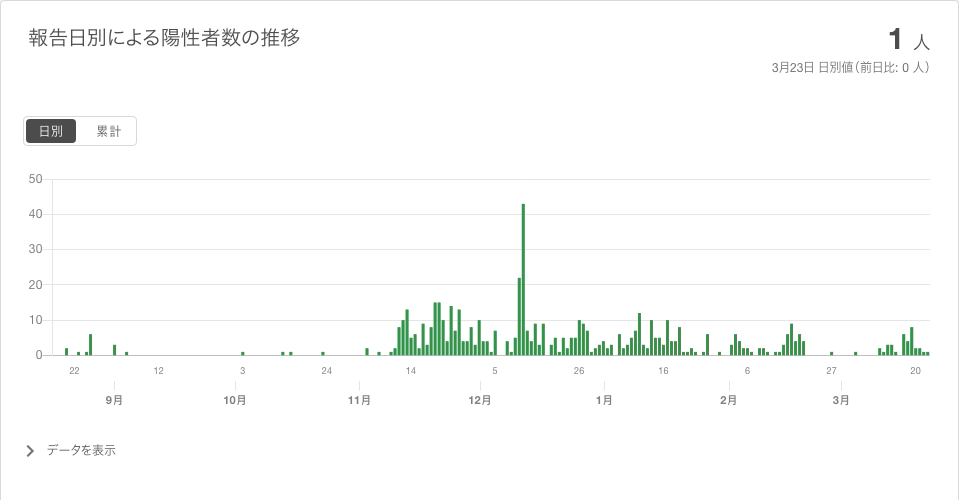 報告日別による陽性者数の推移
1 人
3月23日 日別値（前日比: 0 人）
日別 累計
50
40
30
20
10
0
22 12 3 24 14 5 26 16 6 27 20
9月 10月 11月 12月 1月 2月 3月
データを表示